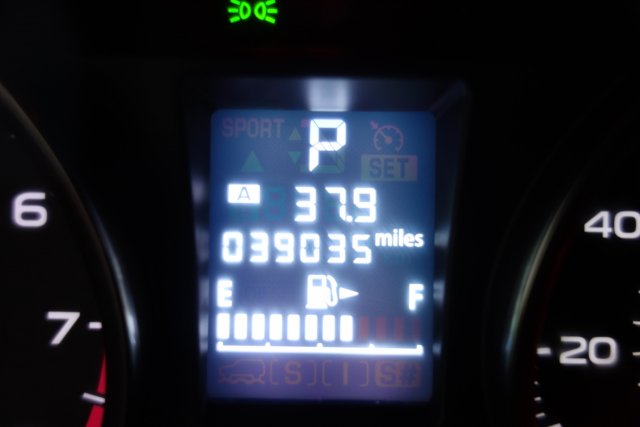 SPORT
P
SET
A 37.9
039035 miles
E F
6
7
40
20
[S] [I] S#